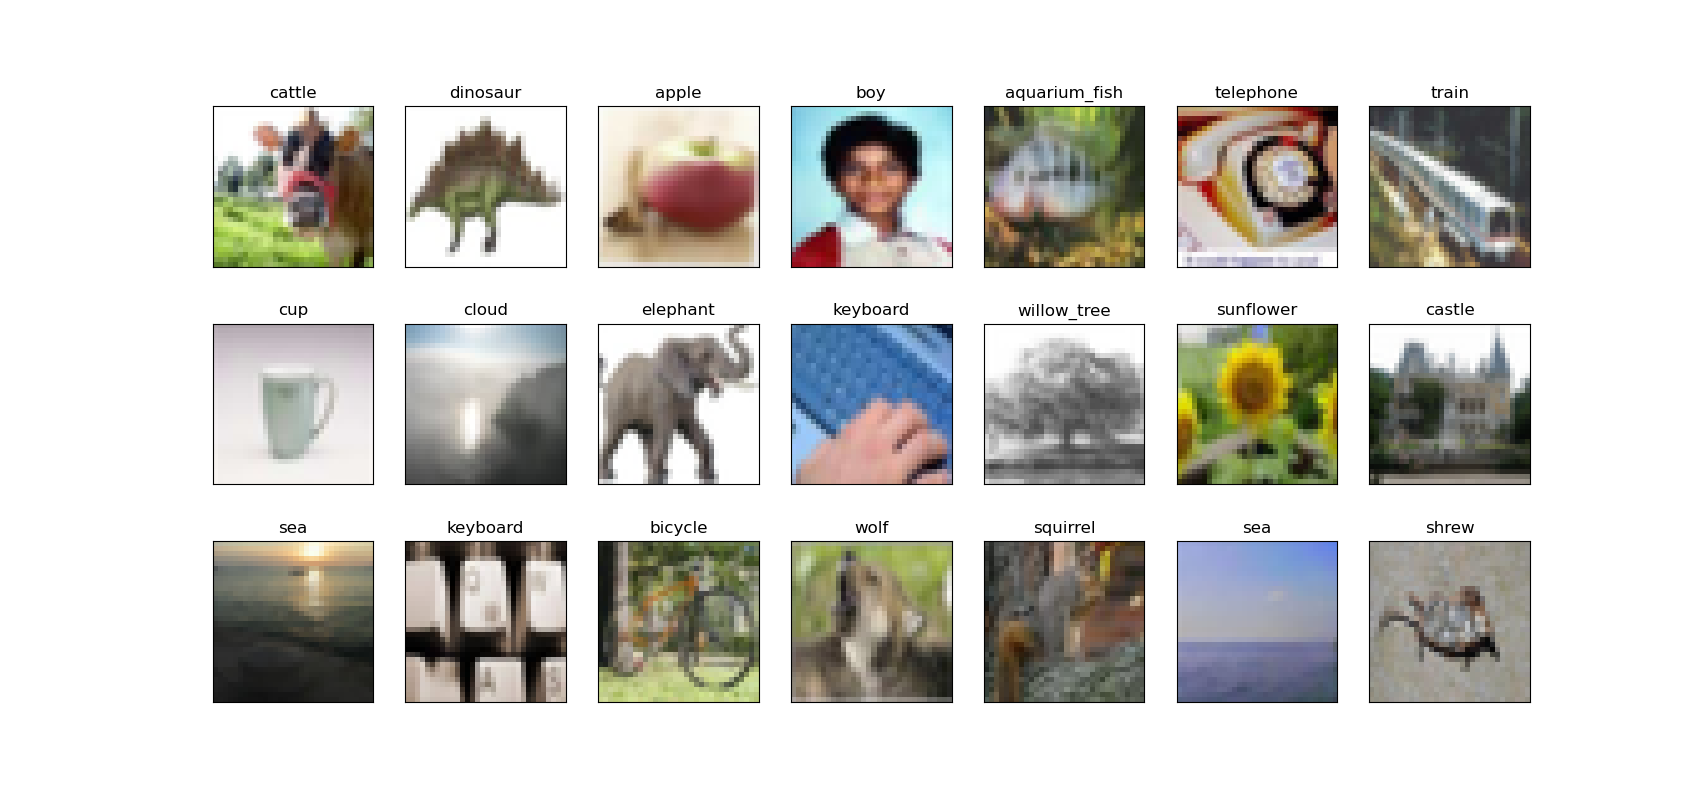 cattle dinosaur apple boy aquarium_fish telephone train
cup cloud elephant keyboard willow_tree sunflower castle
sea keyboard bicycle wolf squirrel sea shrew
A